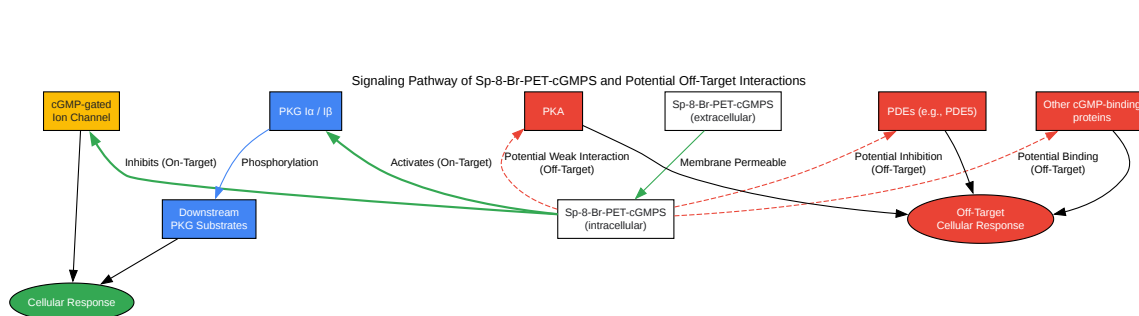 Signaling Pathway of Sp-8-Br-PET-cGMPS and Potential Off-Target Interactions
cGMP-gated
Ion Channel
PKG Iα / Iβ
PKA
Sp-8-Br-PET-cGMPS
(extracellular)
PDEs (e.g., PDE5)
Other cGMP-binding
proteins
Inhibits (On-Target)
Phosphorylation
Activates (On-Target)
Potential Weak Interaction
(Off-Target)
Membrane Permeable
Potential Inhibition
(Off-Target)
Potential Binding
(Off-Target)
Downstream
PKG Substrates
Sp-8-Br-PET-cGMPS
(intracellular)
Off-Target
Cellular Response
Cellular Response